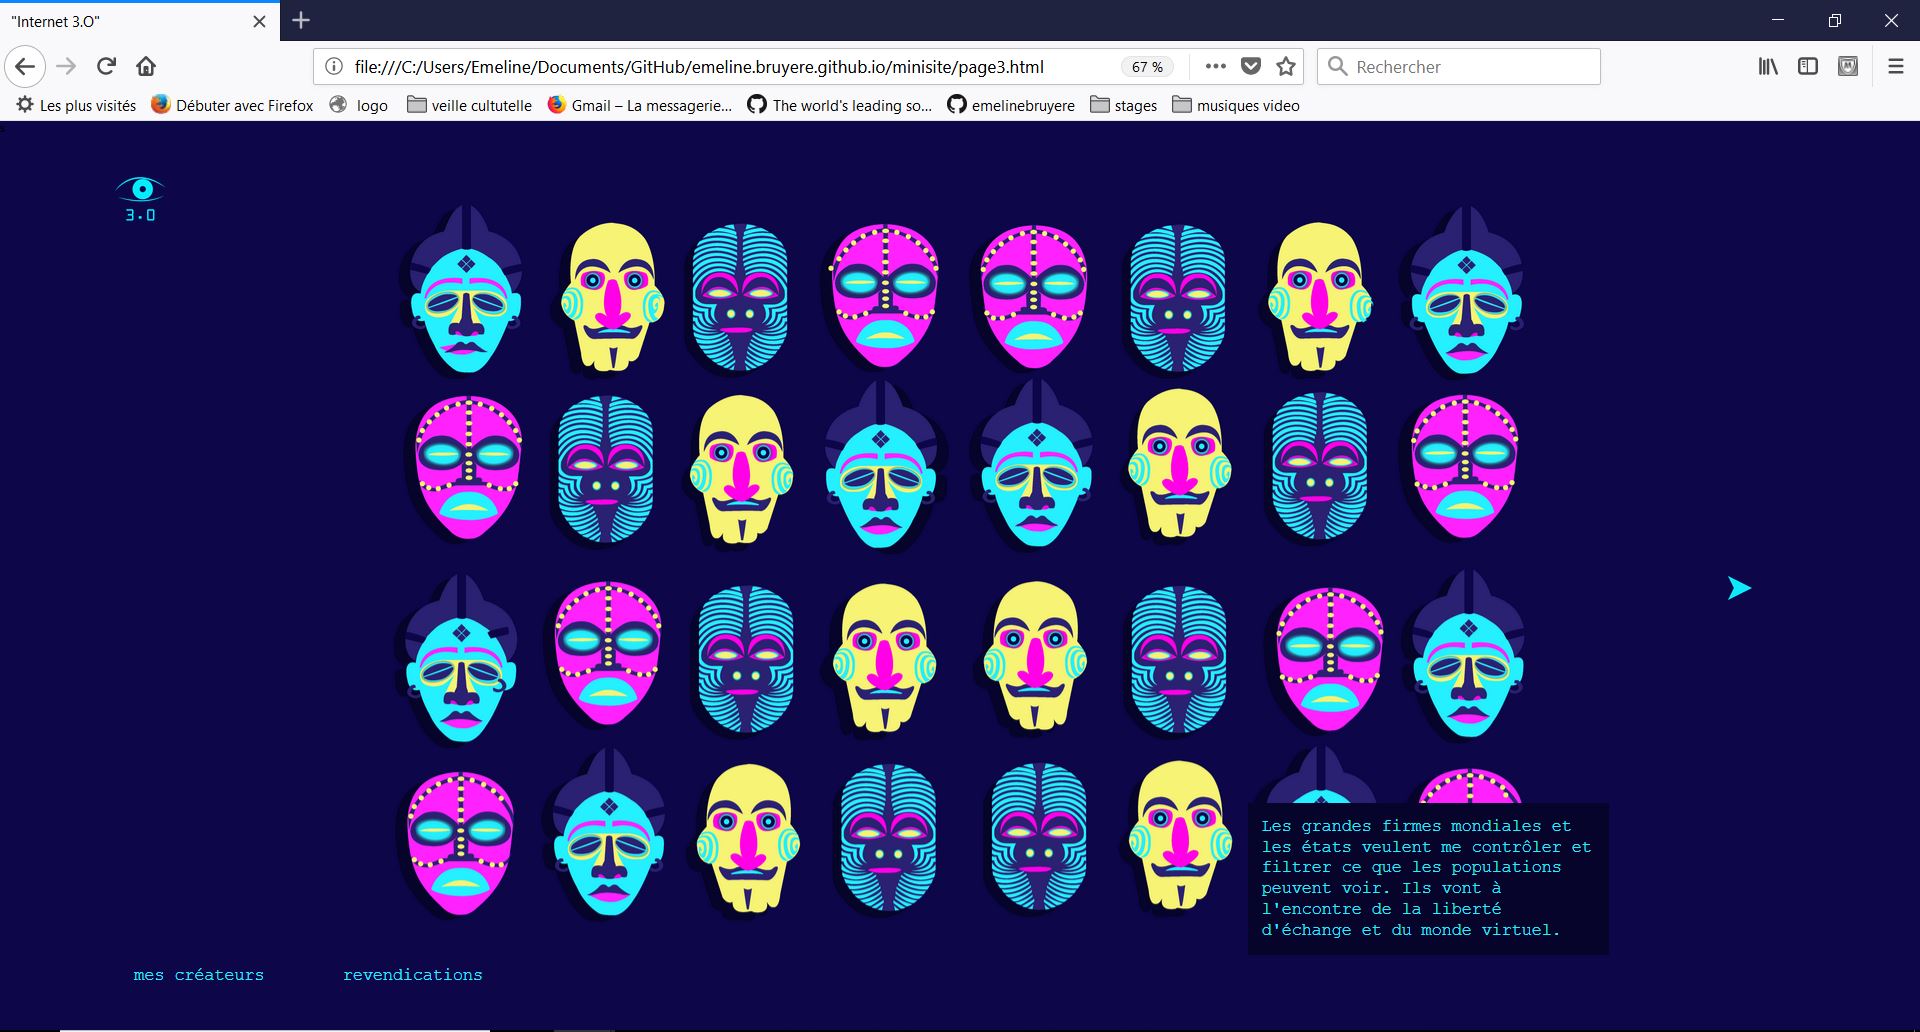 "Internet 3.O"
file:///C:/Users/Emeline/Documents/GitHub/emeline.bruyere.github.io/minisite/page3.html
67 %
Rechercher
Les plus visités
Débuter avec Firefox
logo
veille cultutelle
Gmail – La messagerie...
The world's leading so...
emelinebruyere
stages
musiques video
s
3.0
Les grandes firmes mondiales et
les états veulent me contrôler et
filtrer ce que les populations
peuvent voir. Ils vont à
l'encontre de la liberté
d'échange et du monde virtuel.
mes créateurs
revendications